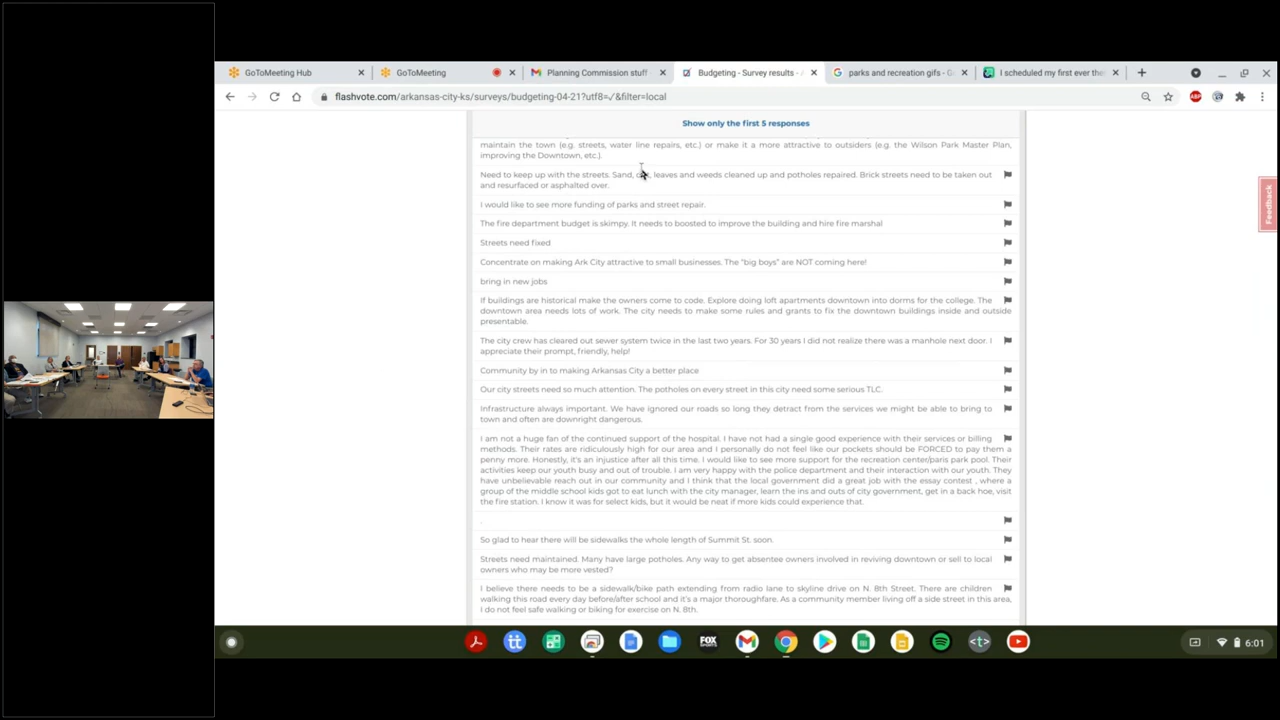 GoToMeeting Hub
GoToMeeting
Planning Commission stuff
Budgeting - Survey results - A
parks and recreation gifs - G
I scheduled my first ever the
flashvote.com/arkansas-city-ks/surveys/budgeting-04-21?utf8=✓&filter=local
ABP
Show only the first 5 responses
maintain the town (e.g. streets, water line repairs, etc.) or make it a more attractive to outsiders (e.g. the Wilson Park Master Plan,
improving the Downtown, etc.).
Need to keep up with the streets. Sand, leaves and weeds cleaned up and potholes repaired. Brick streets need to be taken out
and resurfaced or asphalted over.
I would like to see more funding of parks and street repair.
The fire department budget is skimpy. It needs to boosted to improve the building and hire fire marshal
Streets need fixed
Concentrate on making Ark City attractive to small businesses. The "big boys" are NOT coming here!
bring in new jobs
If buildings are historical make the owners come to code. Explore doing loft apartments downtown into dorms for the college. The
downtown area needs lots of work. The city needs to make some rules and grants to fix the downtown buildings inside and outside
presentable.
The city crew has cleared out sewer system twice in the last two years. For 30 years I did not realize there was a manhole next door. I
appreciate their prompt, friendly, help!
Community by in to making Arkansas City a better place
Our city streets need so much attention. The potholes on every street in this city need some serious TLC.
Infrastructure always important. We have ignored our roads so long they detract from the services we might be able to bring to
town and often are downright dangerous.
I am not a huge fan of the continued support of the hospital. I have not had a single good experience with their services or billing
methods. Their rates are ridiculously high for our area and I personally do not feel like our pockets should be FORCED to pay them a
penny more. Honestly, it's an injustice after all this time. I would like to see more support for the recreation center/paris park pool. Their
activities keep our youth busy and out of trouble. I am very happy with the police department and their interaction with our youth. They
have unbelievable reach out in our community and I think that the local government did a great job with the essay contest , where a
group of the middle school kids got to eat lunch with the city manager, learn the ins and outs of city government, get in a back hoe, visit
the fire station. I know it was for select kids, but it would be neat if more kids could experience that.
.
So glad to hear there will be sidewalks the whole length of Summit St. soon.
Streets need maintained. Many have large potholes. Any way to get absentee owners involved in reviving downtown or sell to local
owners who may be more vested?
I believe there needs to be a sidewalk/bike path extending from radio lane to skyline drive on N. 8th Street. There are children
walking this road every day before/after school and it's a major thoroughfare. As a community member living off a side street in this area,
I do not feel safe walking or biking for exercise on N. 8th.
Feedback
FOX
SPORTS
6:01